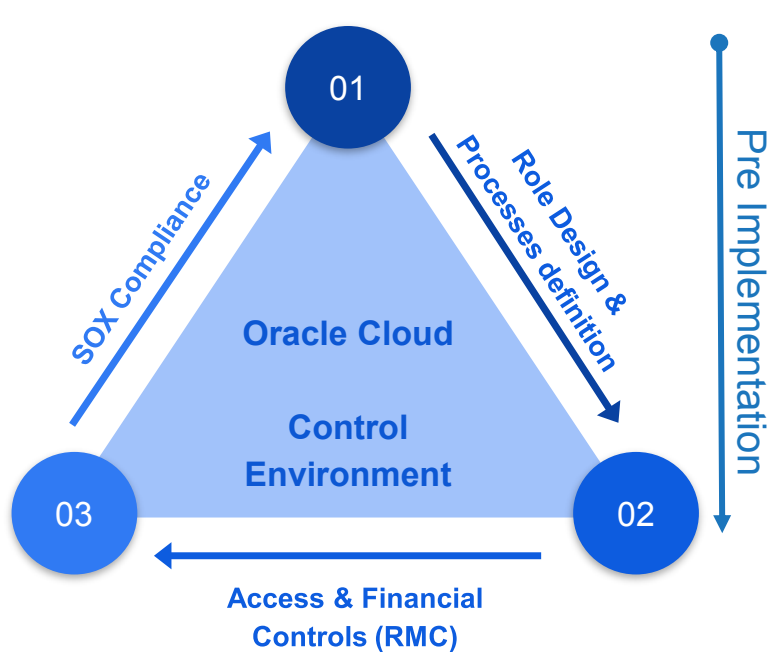 01
Role Design &
Processes definition
Pre Implementation
SOX Compliance
Oracle Cloud
Control
Environment
03
02
Access & Financial
Controls (RMC)